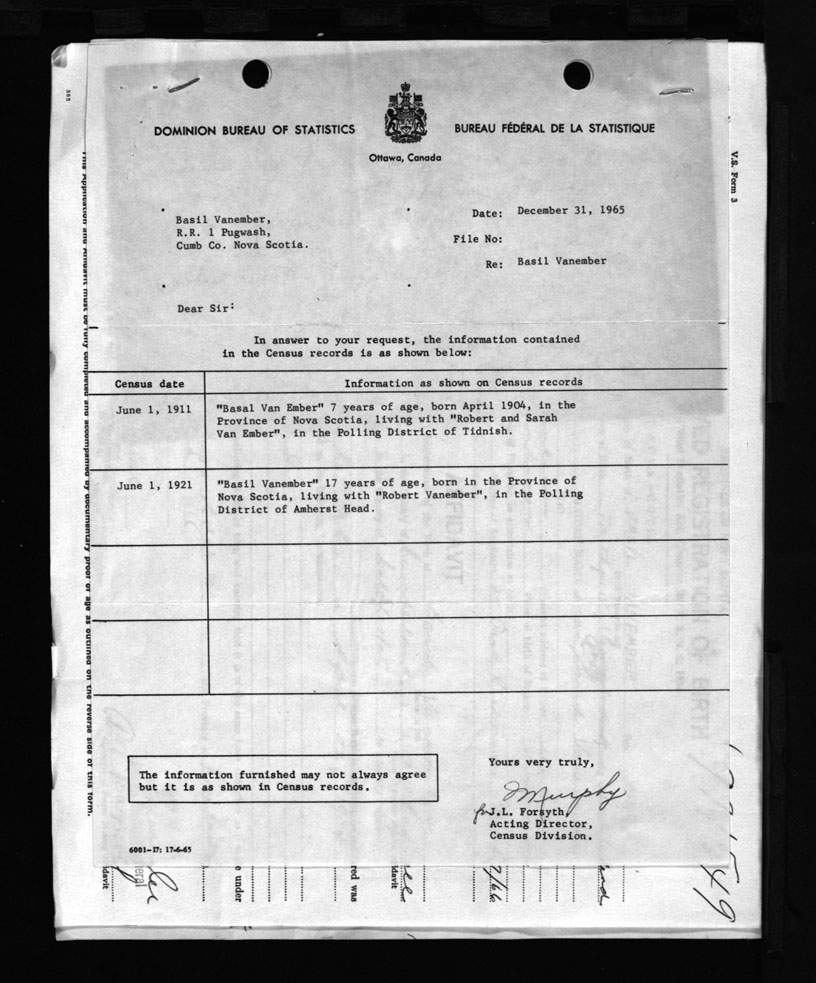 DOMINION BUREAU OF STATISTICS
BUREAU FÉDÉRAL DE LA STATISTIQUE
Ottawa, Canada
V.S. Form 3
Basil Vanember,
R.R. 1 Pugwash,
Cumb Co. Nova Scotia.
Date: December 31, 1965
File No:
Re: Basil Vanember
Dear Sir:
In answer to your request, the information contained
in the Census records is as shown below:
Census date
Information as shown on Census records
June 1, 1911
"Basal Van Ember" 7 years of age, born April 1904, in the
Province of Nova Scotia, living with "Robert and Sarah
Van Ember", in the Polling District of Tidnish.
June 1, 1921
"Basil Vanember" 17 years of age, born in the Province of
Nova Scotia, living with "Robert Vanember", in the Polling
District of Amherst Head.
The information furnished may not always agree
but it is as shown in Census records.
Yours very truly,
Murphy
for J.L. Forsyth,
Acting Director,
Census Division.
6001-17: 17-6-65
This Application and Affidavit must be fully completed and accompanied by documentary proof of age as outlined on the reverse side of this form.